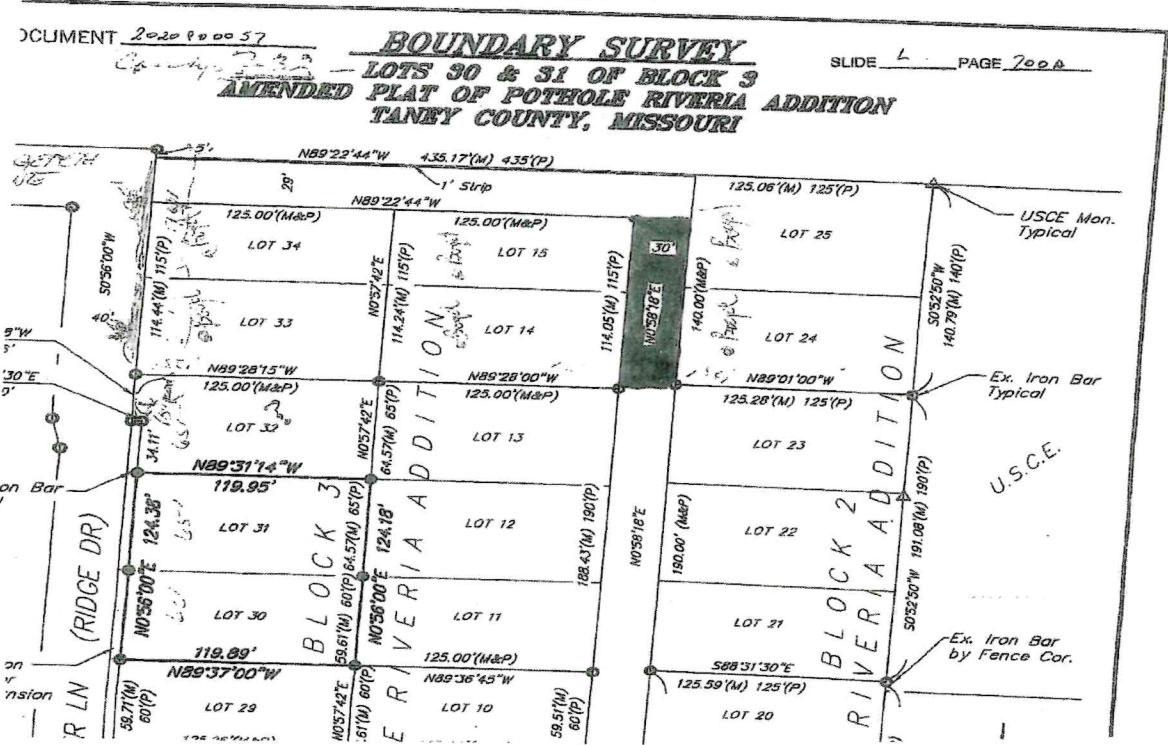 DOCUMENT 2020P00057
BOUNDARY SURVEY
SLIDE L PAGE 700A
LOTS 30 & 31 OF BLOCK 3
AMENDED PLAT OF POTHOLE RIVERIA ADDITION
TANEY COUNTY, MISSOURI
5'
N89°22'44"W 435.17'(M) 435'(P)
1' Strip
29'
N89°22'44"W
125.06'(M) 125'(P)
USCE Mon.
Typical
125.00'(M&P)
125.00'(M&P)
LOT 34
LOT 15
30'
LOT 25
S0°56'00"W
114.44'(M) 115'(P)
N0°57'42"E
114.24'(M) 115'(P)
114.05'(M) 115'(P)
N0°58'18"E
140.00'(M&P)
S0°52'50"W
140.79'(M) 140'(P)
40'
LOT 33
LOT 14
LOT 24
N89°28'15"W
125.00'(M&P)
N89°28'00"W
125.00'(M&P)
N89°01'00"W
125.28'(M) 125'(P)
Ex. Iron Bar
Typical
'30"E
34.11'
LOT 32
N0°57'42"E
64.57'(M) 65'(P)
LOT 13
LOT 23
U.S.C.E.
N89°31'14"W
119.95'
on Bar
LOT 31
LOT 12
LOT 22
124.38'
N0°56'00"E
64.57'(M) 65'(P)
124.18'
N0°56'00"E
188.43'(M) 190'(P)
N0°58'18"E
190.00' (M&P)
S0°52'50"W 191.08'(M) 190'(P)
(RIDGE DR)
LOT 30
BLOCK 3
59.61'(M) 60'(P)
E RIVERIA ADDITION
LOT 11
LOT 21
BLOCK 2
RIVERIA ADDITION
Ex. Iron Bar
by Fence Cor.
119.89'
N89°37'00"W
125.00'(M&P)
N89°36'45"W
S88°31'30"E
125.59'(M) 125'(P)
nsion
R LN
59.71'(M)
60'(P)
LOT 29
N0°57'42"E
.61'(M) 60'(P)
LOT 10
59.51'(M)
60'(P)
LOT 20